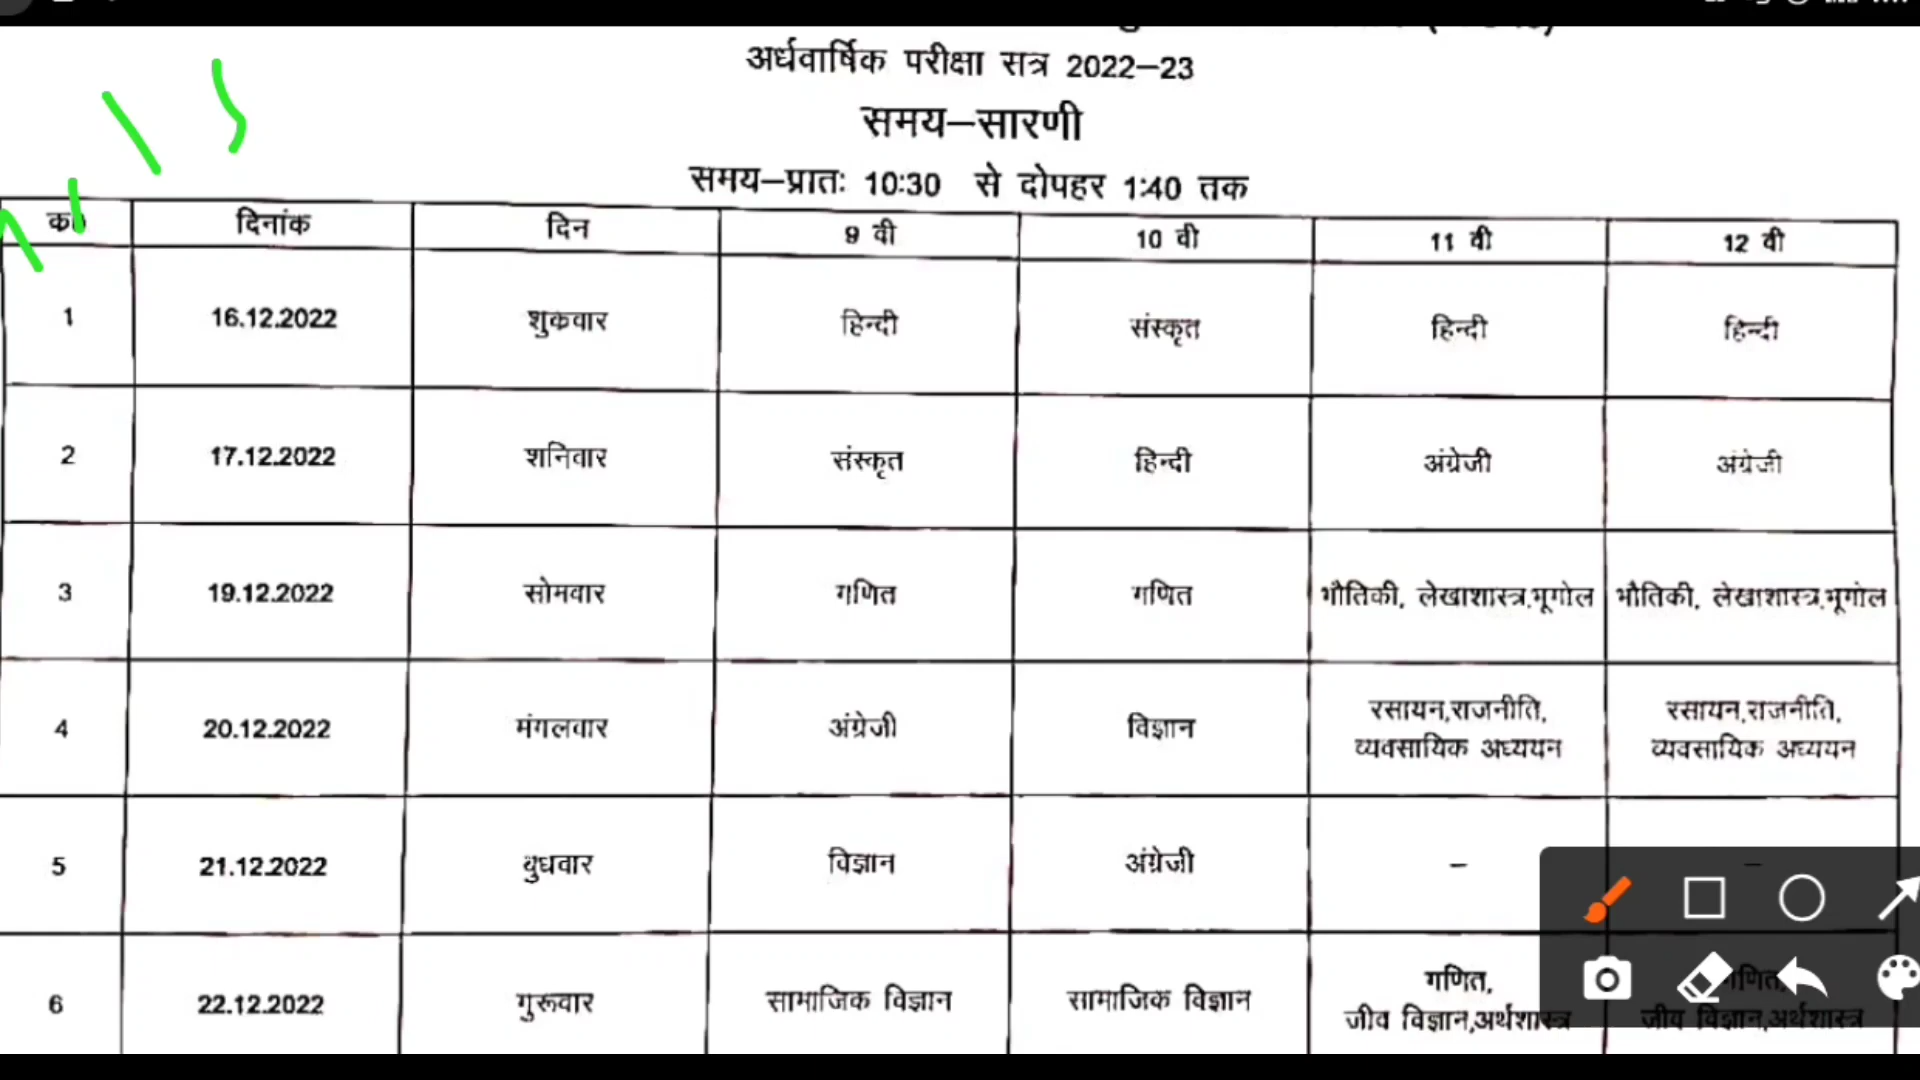 अर्धवार्षिक परीक्षा सत्र 2022–23
समय–सारणी
समय–प्रातः 10:30 से दोपहर 1:40 तक
क0 दिनांक दिन 9 वी 10 वी 11 वी 12 वी
1 16.12.2022 शुकवार हिन्दी संस्कृत हिन्दी हिन्दी
2 17.12.2022 शनिवार संस्कृत हिन्दी अंग्रेजी अंग्रेजी
3 19.12.2022 सोमवार गणित गणित भौतिकी, लेखाशास्त्र,भूगोल भौतिकी, लेखाशास्त्र,भूगोल
4 20.12.2022 मंगलवार अंग्रेजी विज्ञान रसायन,राजनीति, रसायन,राजनीति,
व्यवसायिक अध्ययन व्यवसायिक अध्ययन
5 21.12.2022 बुधवार विज्ञान अंग्रेजी – –
6 22.12.2022 गुरूवार सामाजिक विज्ञान सामाजिक विज्ञान गणित, गणित,
जीव विज्ञान,अर्थशास्त्र जीव विज्ञान,अर्थशास्त्र